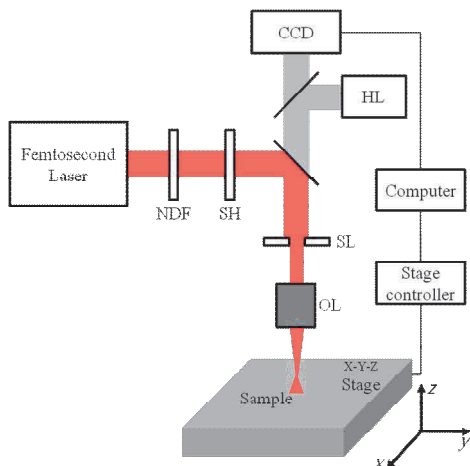 CCD
HL
Femtosecond
Laser
NDF
SH
Computer
SL
Stage
controller
OL
X-Y-Z
Stage
Sample
z
y
x